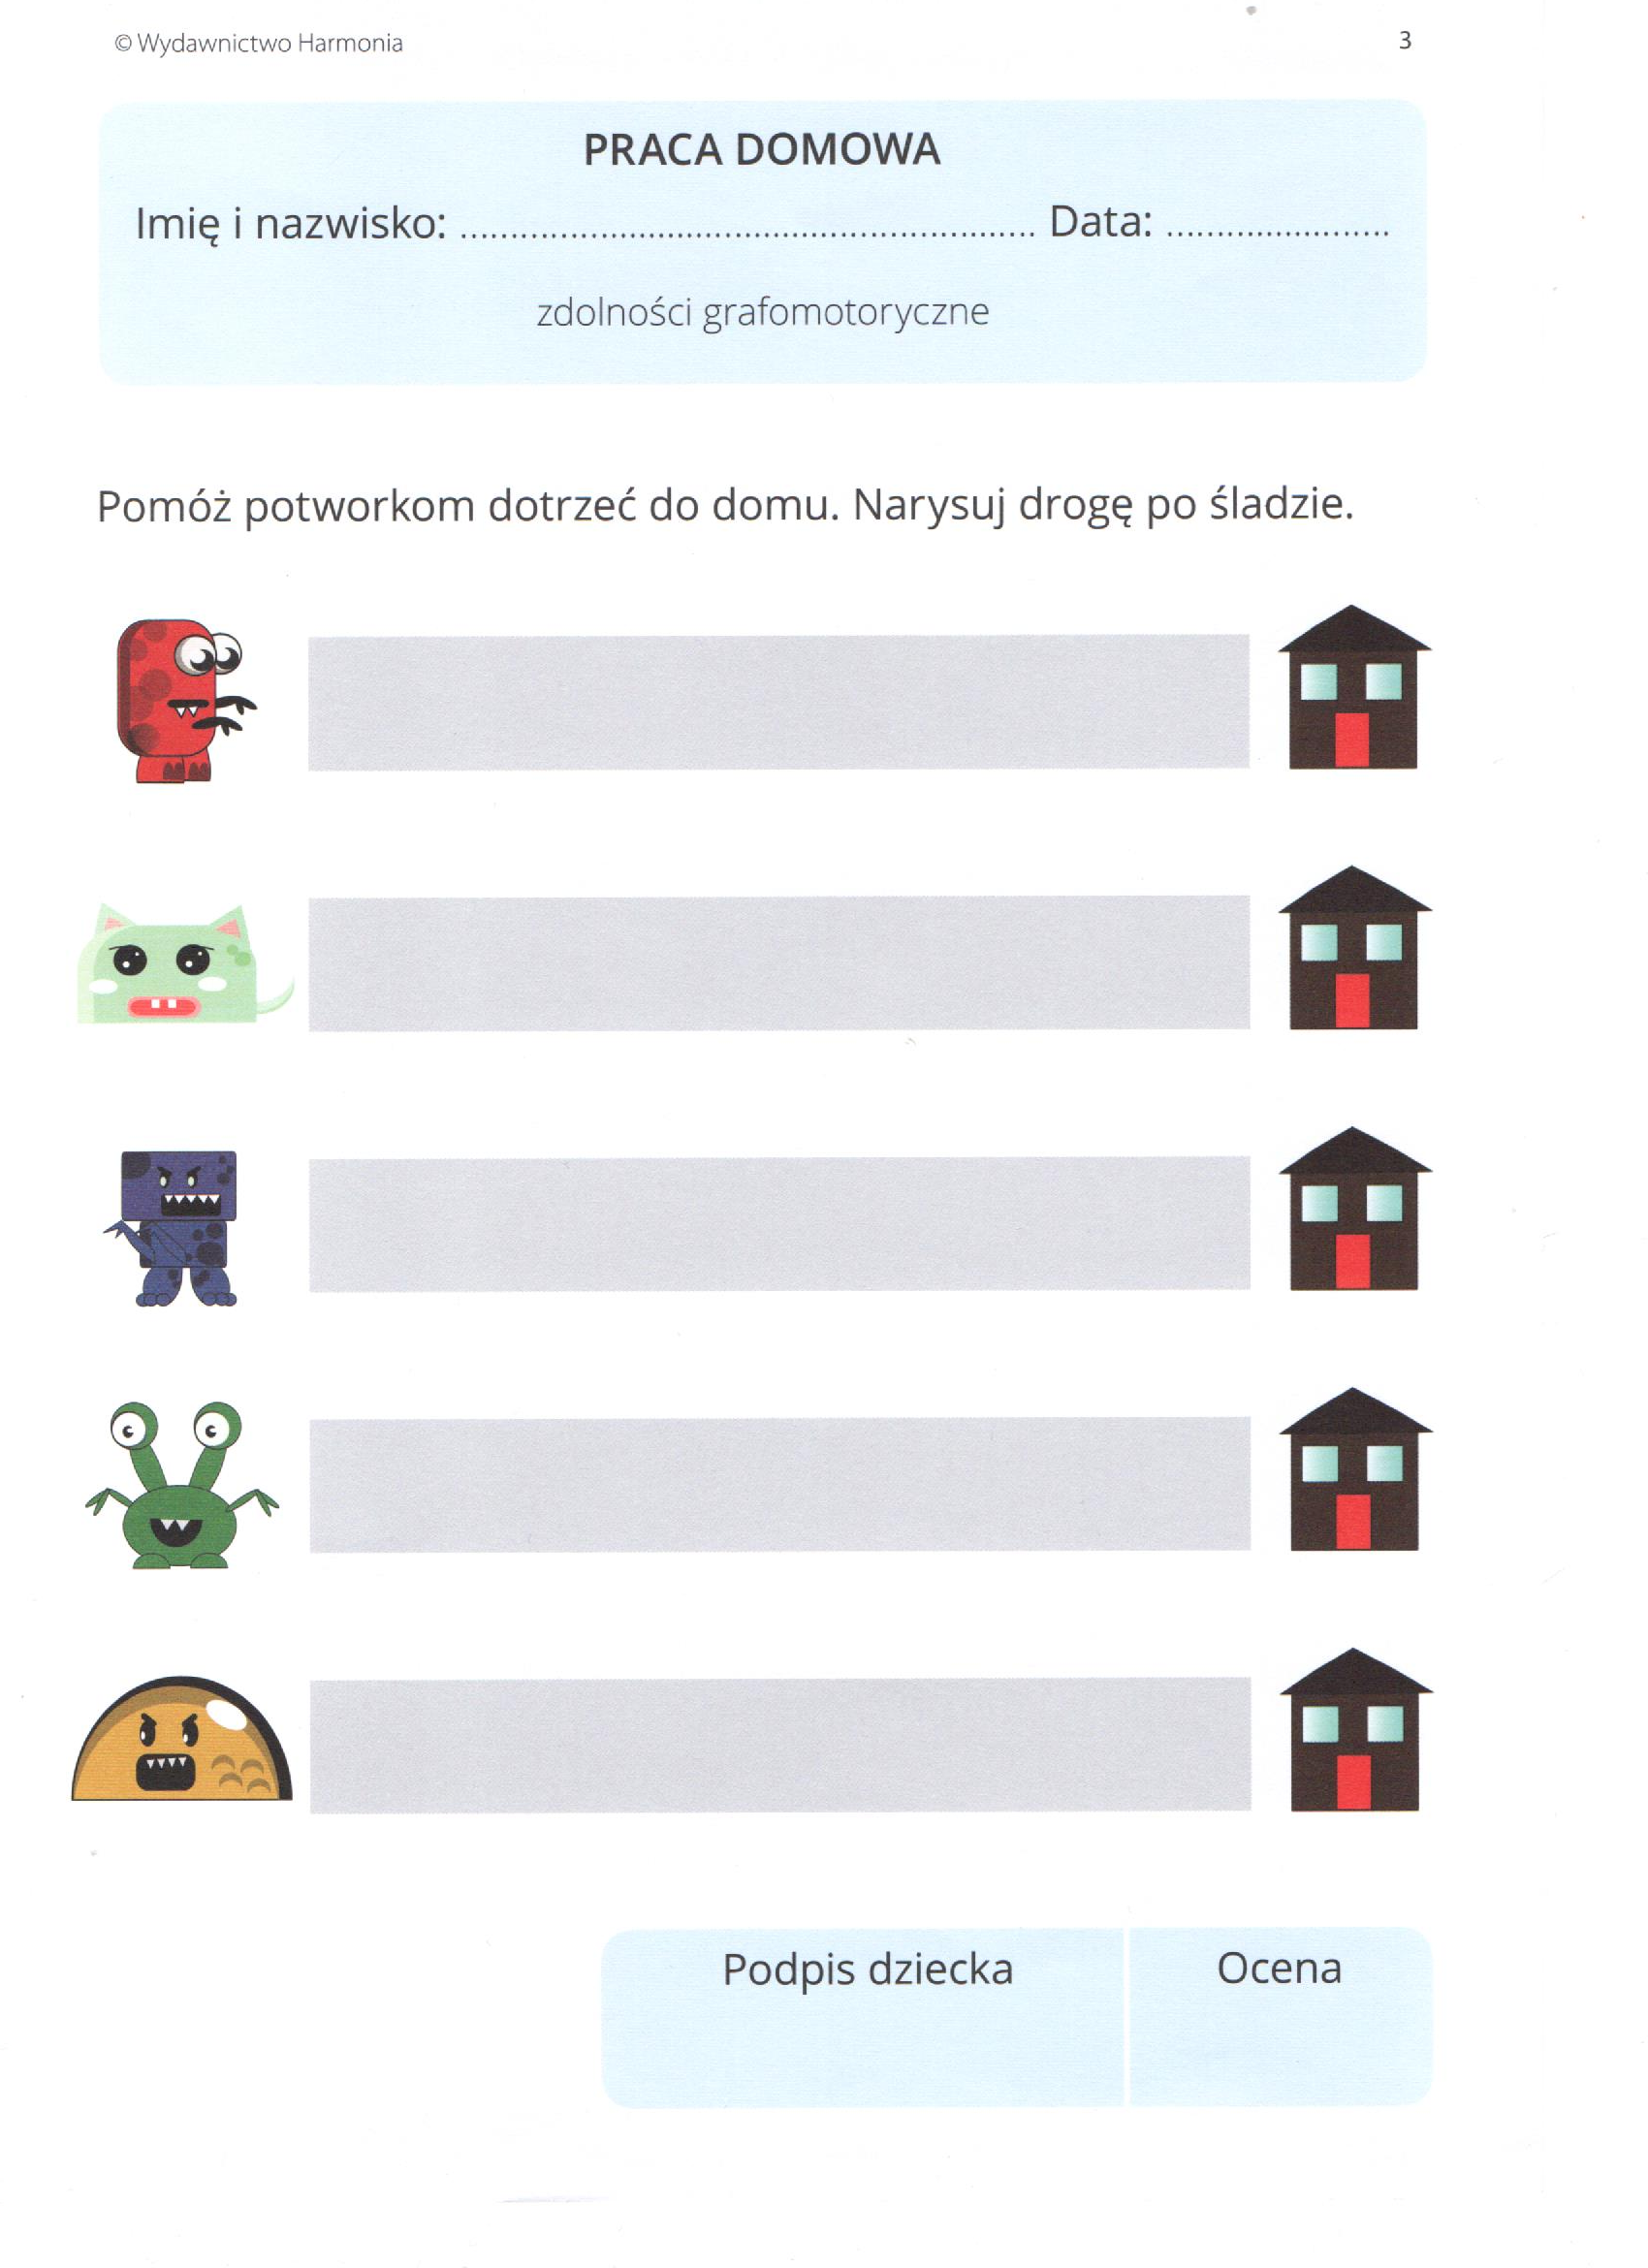 © Wydawnictwo Harmonia
3
PRACA DOMOWA
Imię i nazwisko: .......................................................... Data: .......................
zdolności grafomotoryczne
Pomóż potworkom dotrzeć do domu. Narysuj drogę po śladzie.
Podpis dziecka
Ocena